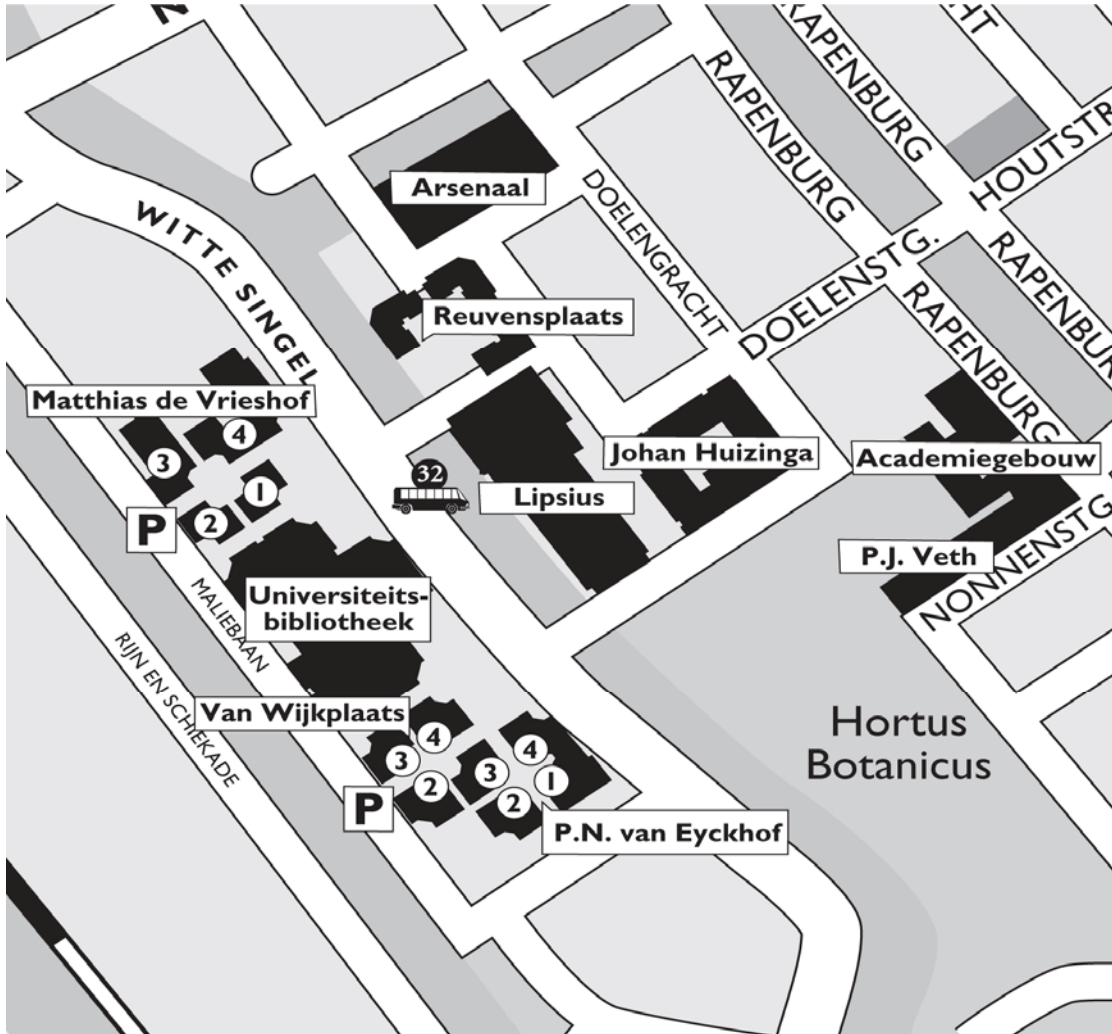 Z
CHT
RAPENBURG
RAPENBURG
HOUTSTR
Arsenaal
DOELENGRACHT
DOELENSTG.
RAPENBURG
RAPENBURG
WITTE SINGEL
Reuvensplaats
Matthias de Vrieshof
4
3
1
2
P
32
Lipsius
Johan Huizinga
Academiegebouw
P.J. Veth
NONNENSTG.
Universiteits-
bibliotheek
MALIEBAAN
RIJN EN SCHIEKADE
Van Wijkplaats
4
3
2
4
3
1
2
P
P.N. van Eyckhof
Hortus
Botanicus